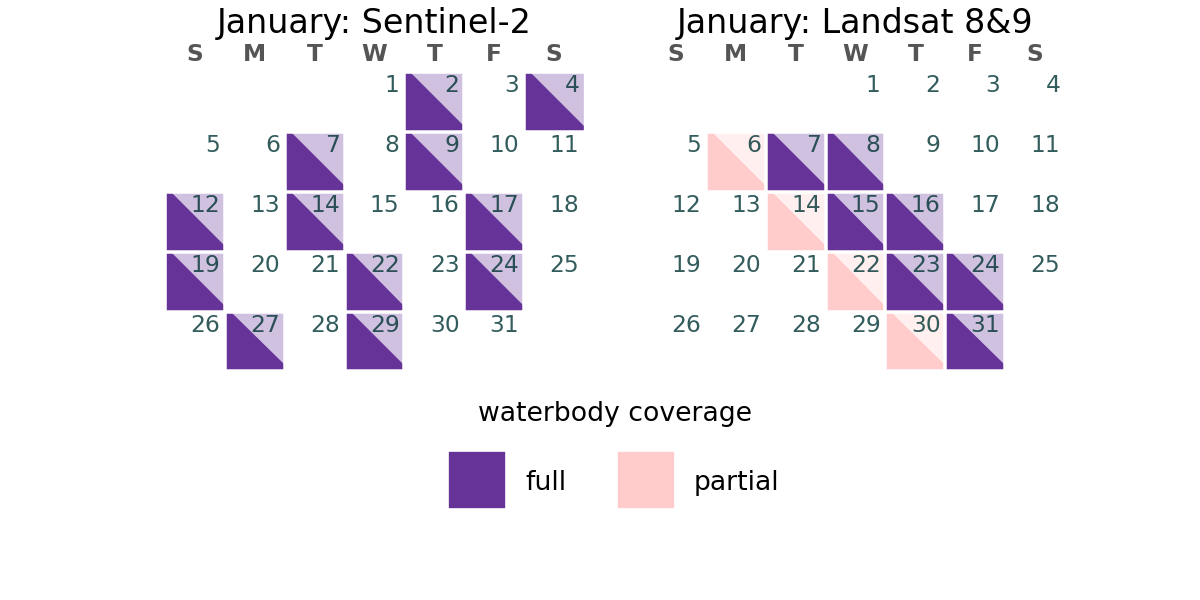 January: Sentinel-2
S M T W T F S
1 2 3 4
5 6 7 8 9 10 11
12 13 14 15 16 17 18
19 20 21 22 23 24 25
26 27 28 29 30 31
January: Landsat 8&9
S M T W T F S
1 2 3 4
5 6 7 8 9 10 11
12 13 14 15 16 17 18
19 20 21 22 23 24 25
26 27 28 29 30 31
waterbody coverage
full partial